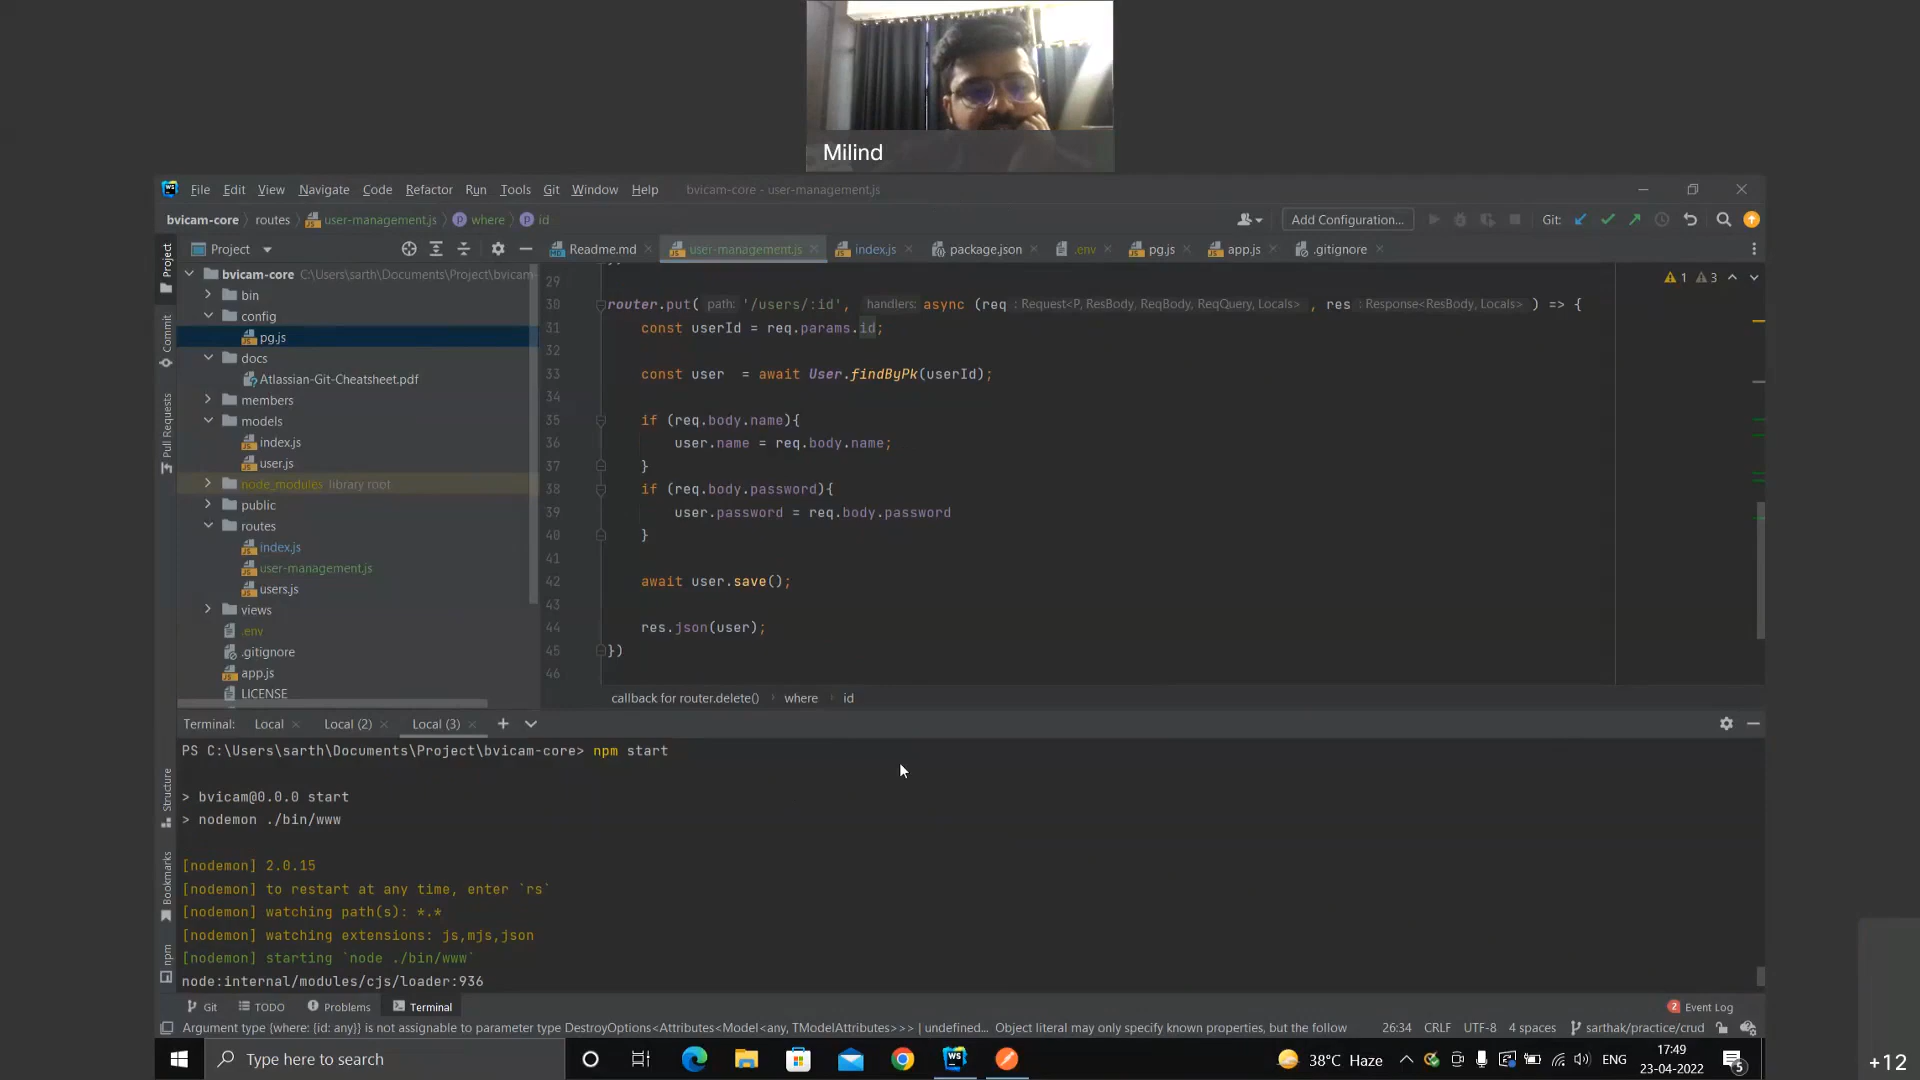 Milind
File Edit View Navigate Code Refactor Run Tools Git Window Help bvicam-core - user-management.js
bvicam-core routes user-management.js where id Add Configuration... Git:
Project Readme.md user-management.js index.js package.json .env pg.js app.js .gitignore
Project
Commit
Pull Requests
Structure
Bookmarks
npm
bvicam-core C:\Users\sarth\Documents\Project\bvicam-
bin
config
pg.js
docs
Atlassian-Git-Cheatsheet.pdf
members
models
index.js
user.js
node_modules library root
public
routes
index.js
user-management.js
users.js
views
.env
.gitignore
app.js
LICENSE
1 3
29
30 router.put( path: '/users/:id', handlers: async (req : Request<P, ResBody, ReqBody, ReqQuery, Locals> , res : Response<ResBody, Locals> ) => {
31 const userId = req.params.id;
32
33 const user = await User.findByPk(userId);
34
35 if (req.body.name){
36 user.name = req.body.name;
37 }
38 if (req.body.password){
39 user.password = req.body.password
40 }
41
42 await user.save();
43
44 res.json(user);
45 })
46
callback for router.delete() where id
Terminal: Local Local (2) Local (3)
PS C:\Users\sarth\Documents\Project\bvicam-core> npm start
> bvicam@0.0.0 start
> nodemon ./bin/www
[nodemon] 2.0.15
[nodemon] to restart at any time, enter `rs`
[nodemon] watching path(s): *.*
[nodemon] watching extensions: js,mjs,json
[nodemon] starting `node ./bin/www`
node:internal/modules/cjs/loader:936
Git TODO Problems Terminal 2 Event Log
Argument type {where: {id: any}} is not assignable to parameter type DestroyOptions<Attributes<Model<any, TModelAttributes>>> | undefined... Object literal may only specify known properties, but the follow 26:34 CRLF UTF-8 4 spaces sarthak/practice/crud
Type here to search 38°C Haze ENG 17:49
23-04-2022
5
+12